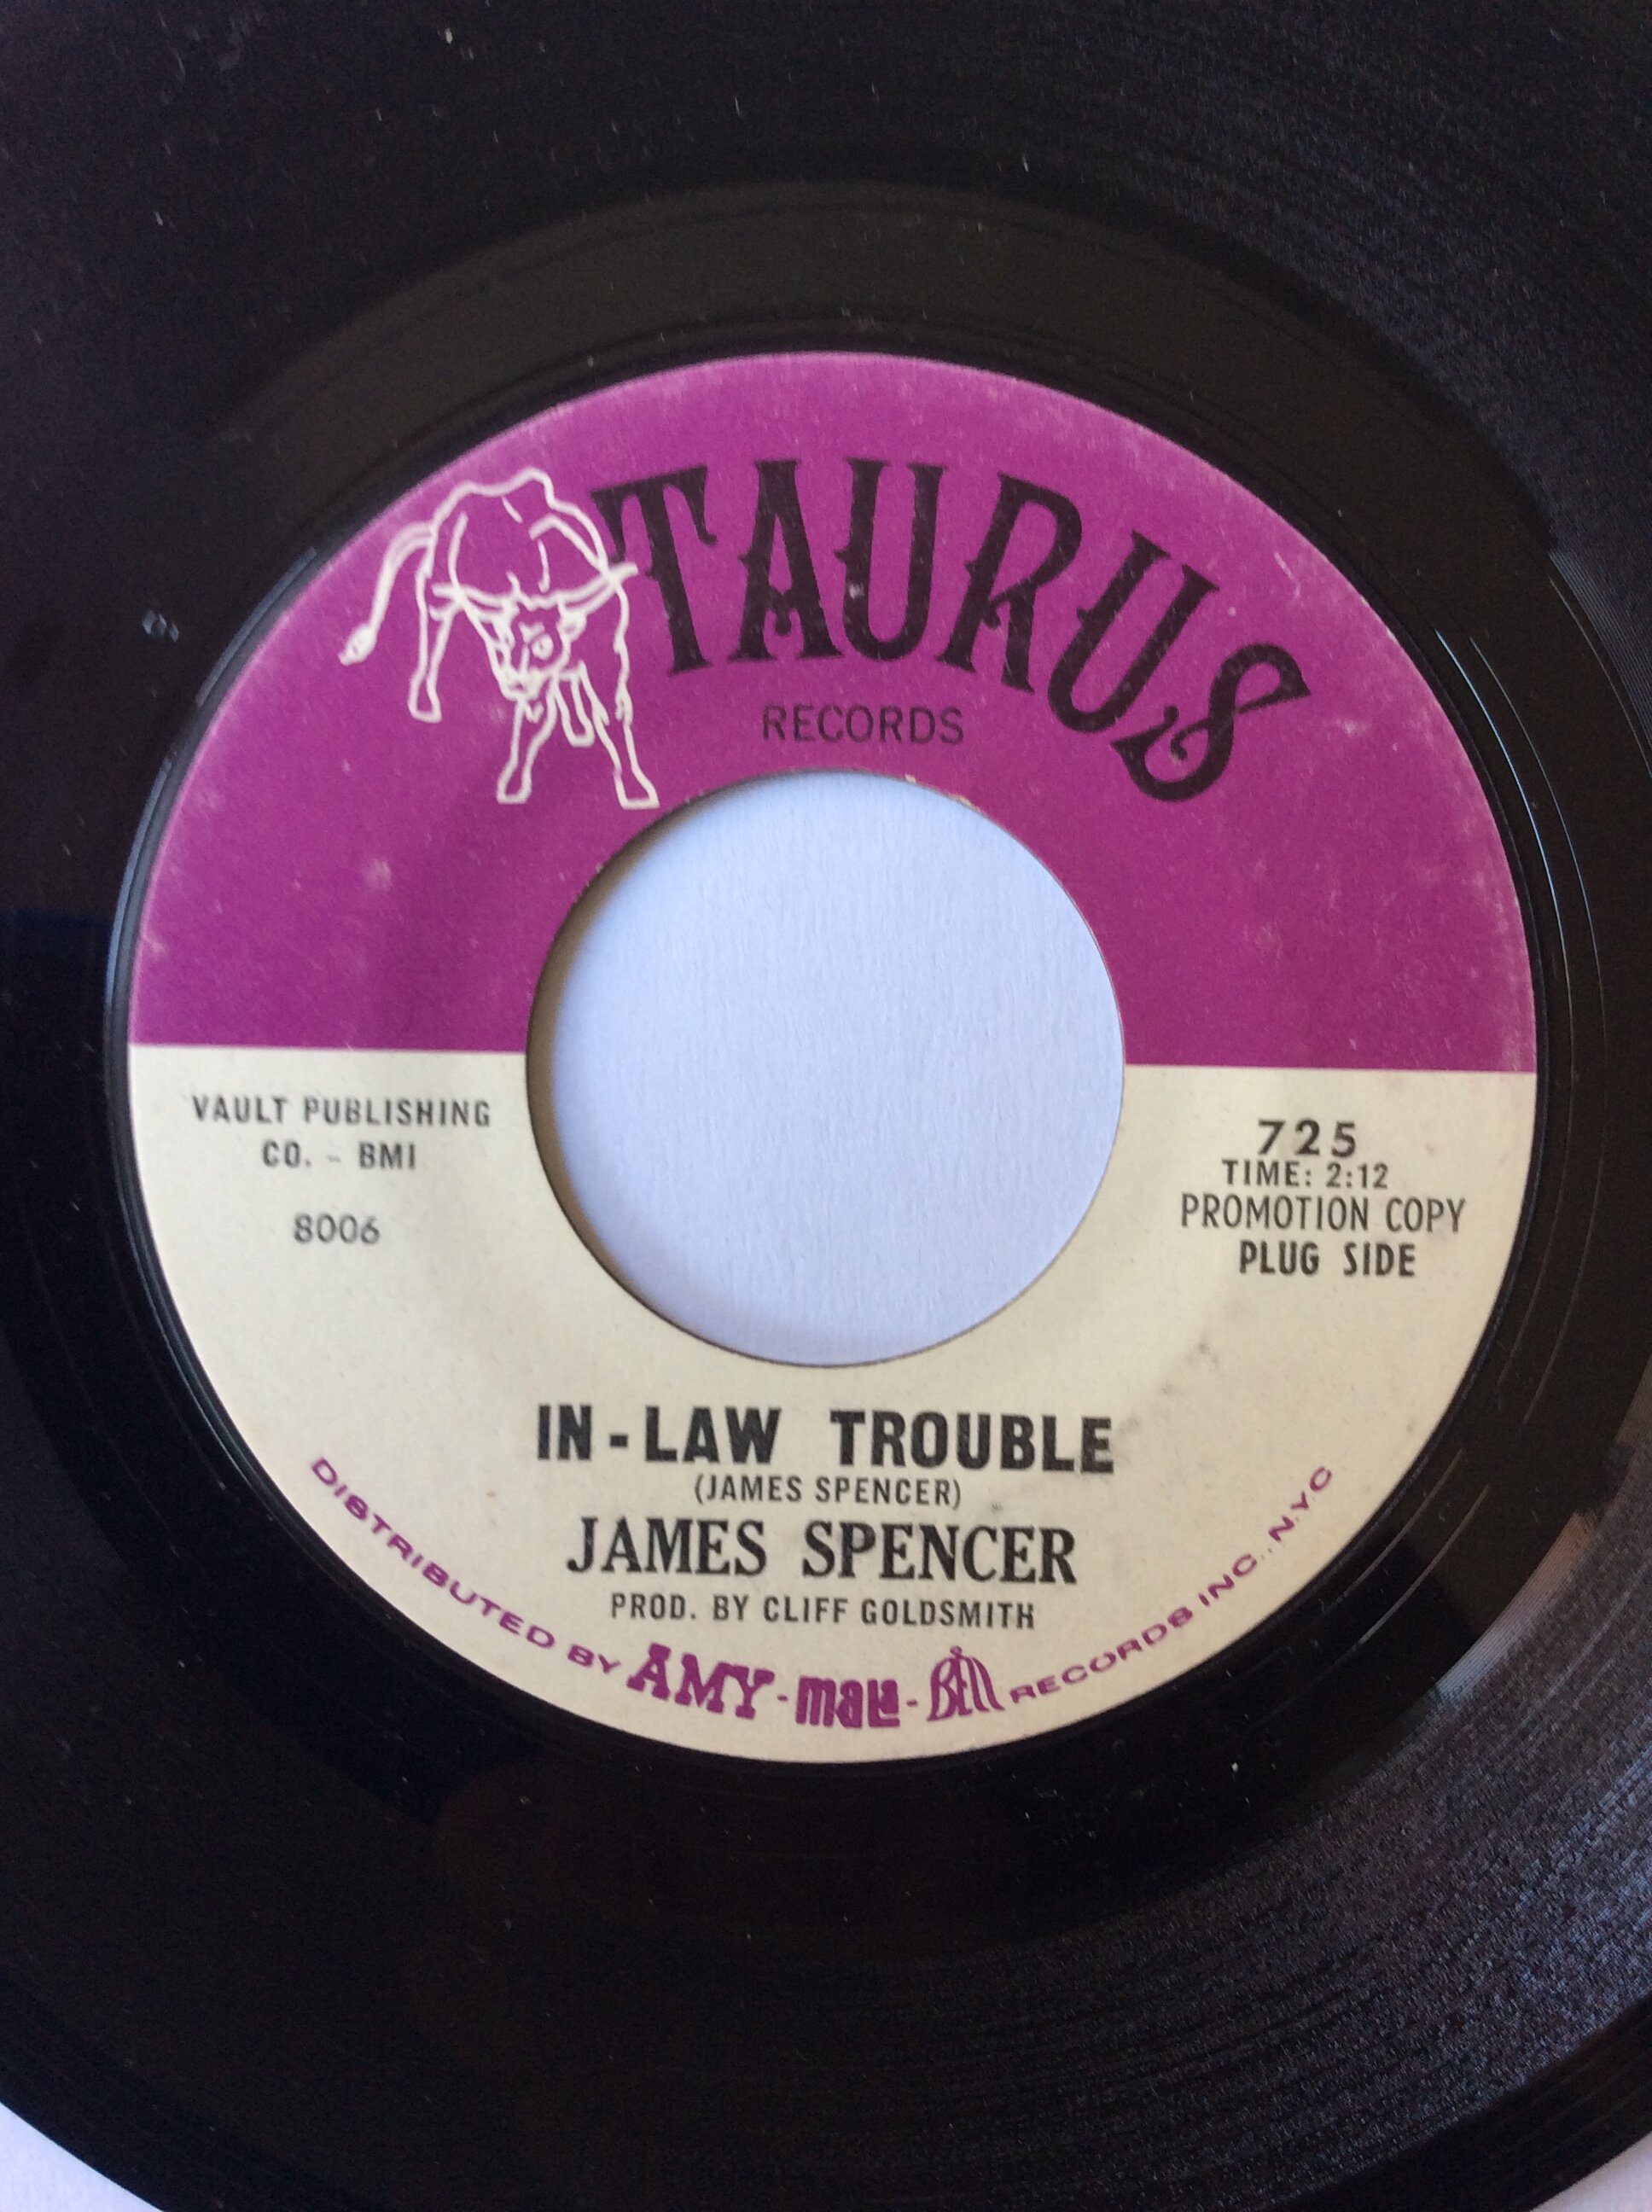 TAURUS
RECORDS
VAULT PUBLISHING
CO. - BMI
8006
725
TIME: 2:12
PROMOTION COPY
PLUG SIDE
IN-LAW TROUBLE
(JAMES SPENCER)
JAMES SPENCER
PROD. BY CLIFF GOLDSMITH
DISTRIBUTED BY AMY-mala-BELL RECORDS INC., N.Y.C